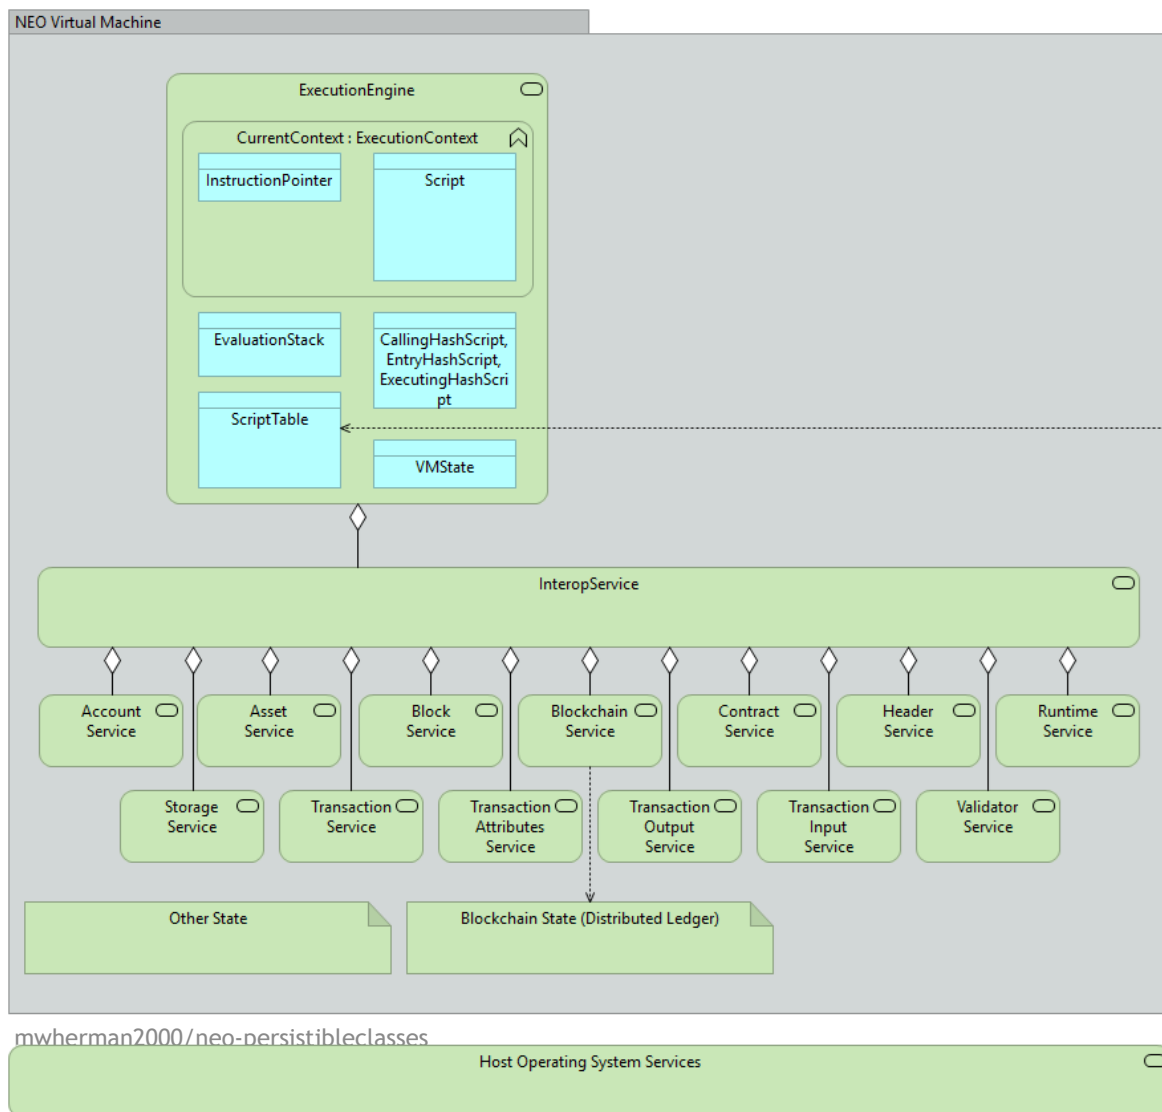 NEO Virtual Machine
ExecutionEngine
CurrentContext : ExecutionContext
InstructionPointer
Script
EvaluationStack
CallingHashScript,
EntryHashScript,
ExecutingHashScri
pt
ScriptTable
VMState
InteropService
Account
Service
Asset
Service
Block
Service
Blockchain
Service
Contract
Service
Header
Service
Runtime
Service
Storage
Service
Transaction
Service
Transaction
Attributes
Service
Transaction
Output
Service
Transaction
Input
Service
Validator
Service
Other State
Blockchain State (Distributed Ledger)
mwherman2000/neo-persistibleclasses
Host Operating System Services